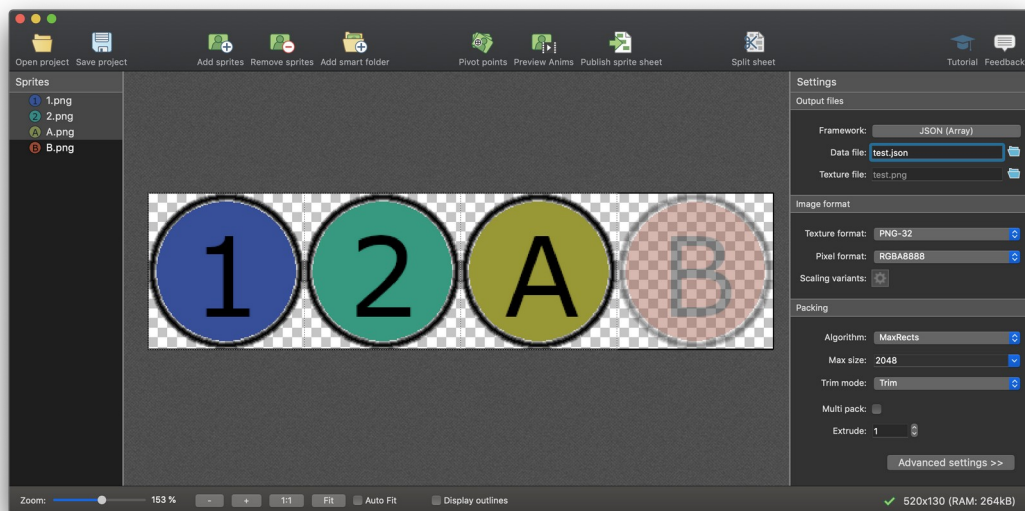 Open project Save project Add sprites Remove sprites Add smart folder Pivot points Preview Anims Publish sprite sheet Split sheet Tutorial Feedback
Sprites
1 1.png
2 2.png
A A.png
B B.png
1 2 A B
Settings
Output files
Framework: JSON (Array)
Data file: test.json
Texture file: test.png
Image format
Texture format: PNG-32
Pixel format: RGBA8888
Scaling variants:
Packing
Algorithm: MaxRects
Max size: 2048
Trim mode: Trim
Multi pack:
Extrude: 1
Advanced settings >>
Zoom: 153 % - + 1:1 Fit Auto Fit Display outlines 520x130 (RAM: 264kB)